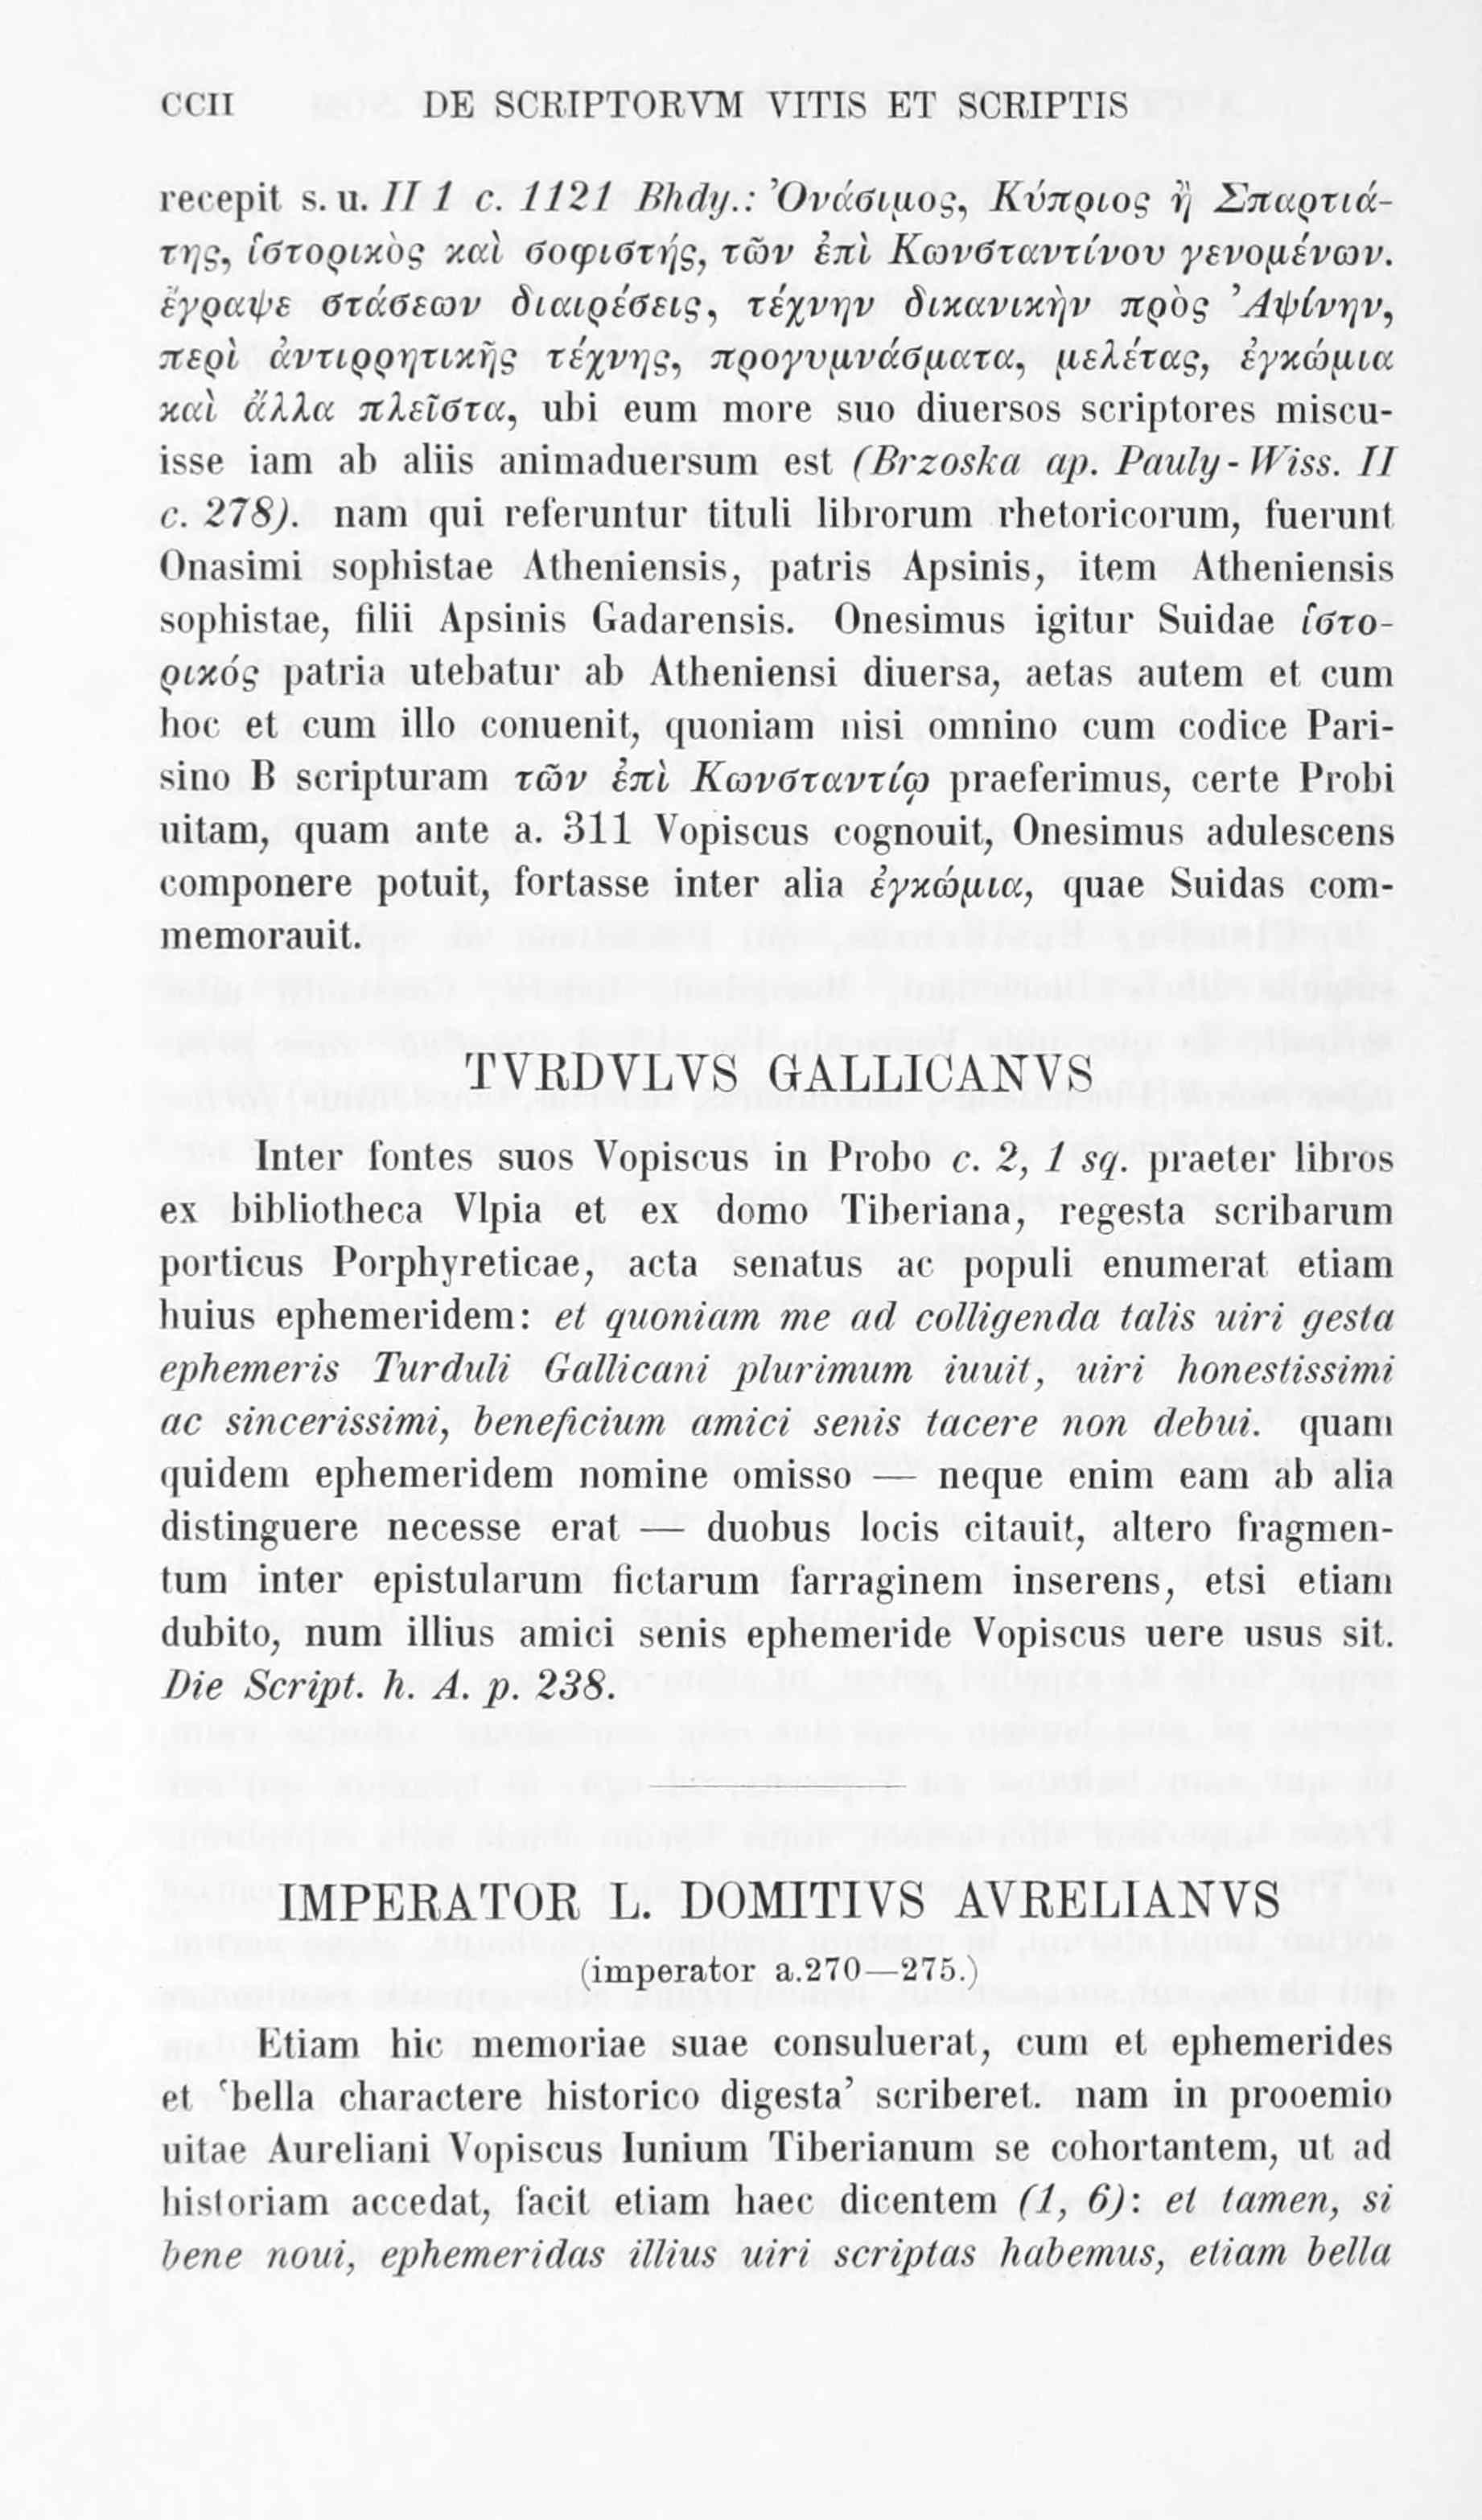 CCII DE SCRIPTORVM VITIS ET SCRIPTIS
recepit s. u. II 1 c. 1121 Bhdy.: Ὀνάσιμος, Κύπριος ἢ Σπαρτιά-
της, ἱστορικὸς καὶ σοφιστής, τῶν ἐπὶ Κωνσταντίνου γενομένων.
ἔγραψε στάσεων διαιρέσεις, τέχνην δικανικὴν πρὸς Ἀψίνην,
περὶ ἀντιρρητικῆς τέχνης, προγυμνάσματα, μελέτας, ἐγκώμια
καὶ ἄλλα πλεῖστα, ubi eum more suo diuersos scriptores miscu-
isse iam ab aliis animaduersum est (Brzoska ap. Pauly-Wiss. II
c. 278). nam qui referuntur tituli librorum rhetoricorum, fuerunt
Onasimi sophistae Atheniensis, patris Apsinis, item Atheniensis
sophistae, filii Apsinis Gadarensis. Onesimus igitur Suidae ἱστο-
ρικός patria utebatur ab Atheniensi diuersa, aetas autem et cum
hoc et cum illo conuenit, quoniam nisi omnino cum codice Pari-
sino B scripturam τῶν ἐπὶ Κωνσταντίῳ praeferimus, certe Probi
uitam, quam ante a. 311 Vopiscus cognouit, Onesimus adulescens
componere potuit, fortasse inter alia ἐγκώμια, quae Suidas com-
memorauit.
TVRDVLVS GALLICANVS
Inter fontes suos Vopiscus in Probo c. 2, 1 sq. praeter libros
ex bibliotheca Vlpia et ex domo Tiberiana, regesta scribarum
porticus Porphyreticae, acta senatus ac populi enumerat etiam
huius ephemeridem: et quoniam me ad colligenda talis uiri gesta
ephemeris Turduli Gallicani plurimum iuuit, uiri honestissimi
ac sincerissimi, beneficium amici senis tacere non debui. quam
quidem ephemeridem nomine omisso — neque enim eam ab alia
distinguere necesse erat — duobus locis citauit, altero fragmen-
tum inter epistularum fictarum farraginem inserens, etsi etiam
dubito, num illius amici senis ephemeride Vopiscus uere usus sit.
Die Script. h. A. p. 238.
IMPERATOR L. DOMITIVS AVRELIANVS
(imperator a.270—275.)
Etiam hic memoriae suae consuluerat, cum et ephemerides
et ‘bella charactere historico digesta’ scriberet. nam in prooemio
uitae Aureliani Vopiscus Iunium Tiberianum se cohortantem, ut ad
historiam accedat, facit etiam haec dicentem (1, 6): et tamen, si
bene noui, ephemeridas illius uiri scriptas habemus, etiam bella